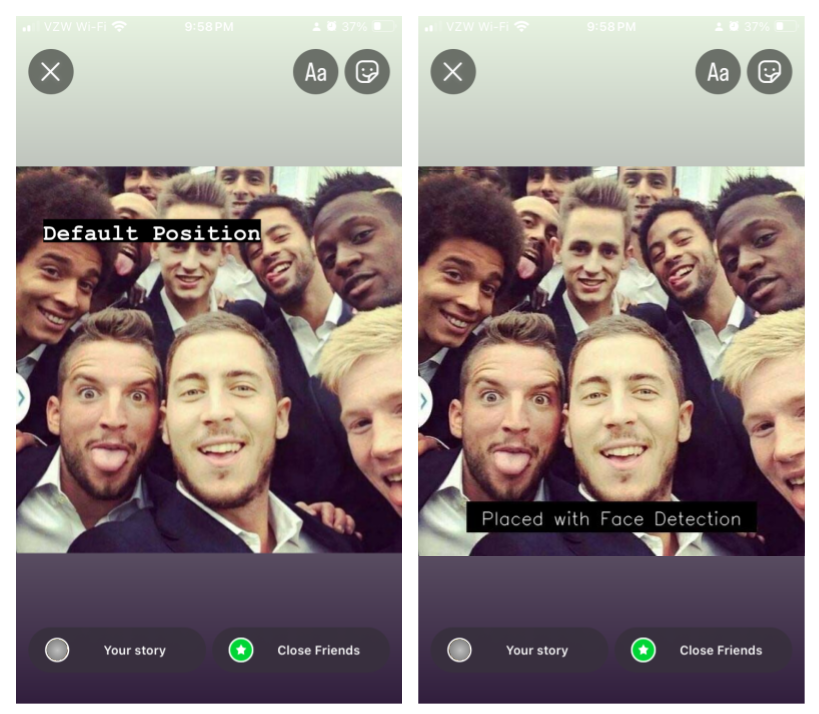 VZW Wi-Fi 9:58 PM 37%
Aa
Default Position
Your story Close Friends
VZW Wi-Fi 9:58 PM 37%
Aa
Placed with Face Detection
Your story Close Friends